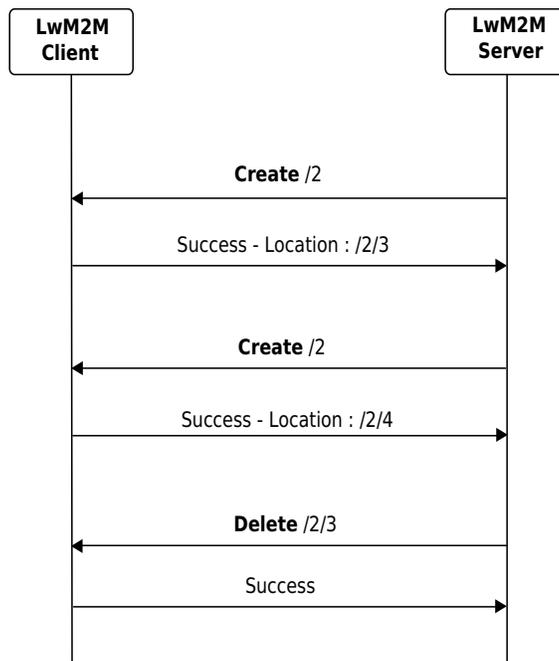 LwM2M
Client
LwM2M
Server
Create /2
Success - Location : /2/3
Create /2
Success - Location : /2/4
Delete /2/3
Success